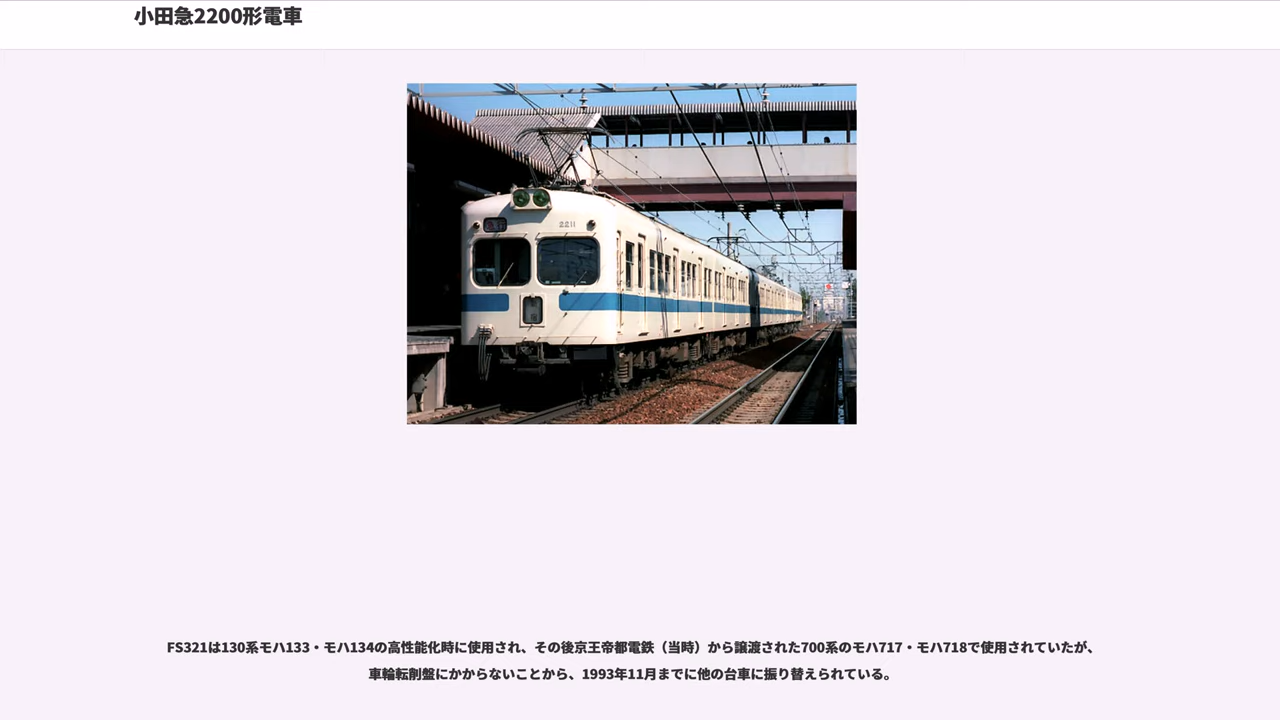 小田急2200形電車
2211
FS321は130系モハ133・モハ134の高性能化時に使用され、その後京王帝都電鉄（当時）から譲渡された700系のモハ717・モハ718で使用されていたが、
車輪転削盤にかからないことから、1993年11月までに他の台車に振り替えられている。